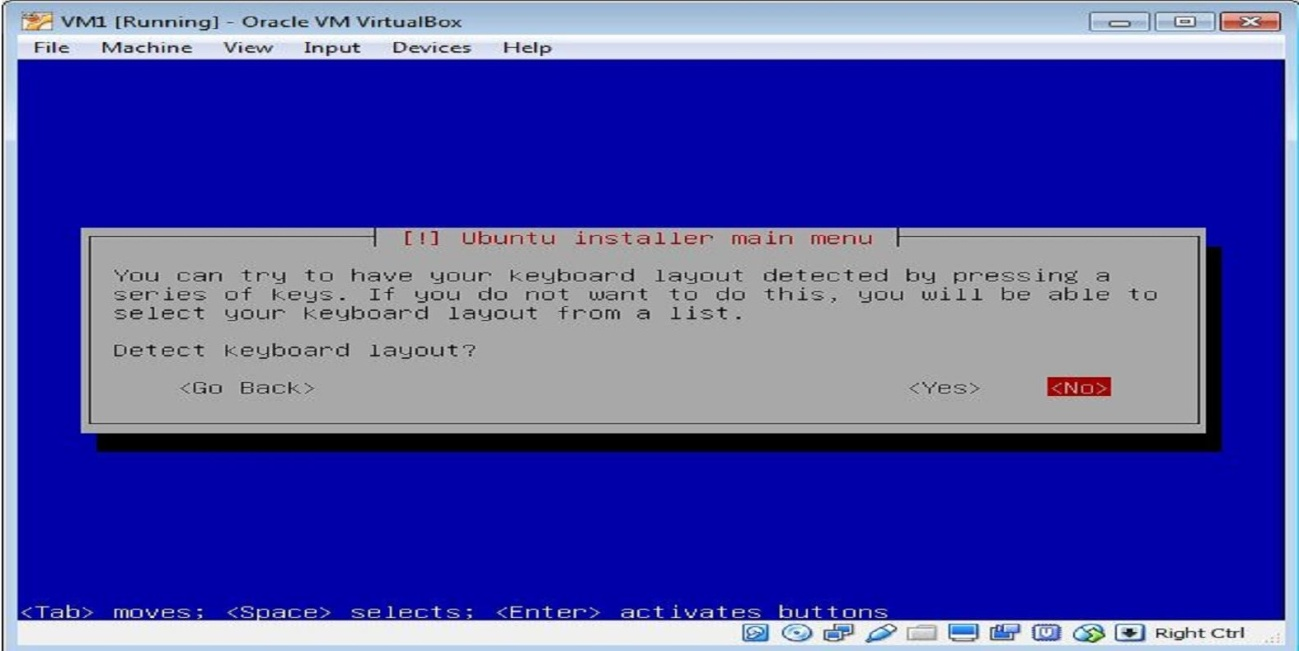 VM1 [Running] - Oracle VM VirtualBox
File Machine View Input Devices Help
[!] Ubuntu installer main menu
You can try to have your keyboard layout detected by pressing a
series of keys. If you do not want to do this, you will be able to
select your keyboard layout from a list.
Detect keyboard layout?
<Go Back> <Yes> <No>
<Tab> moves; <Space> selects; <Enter> activates buttons
Right Ctrl